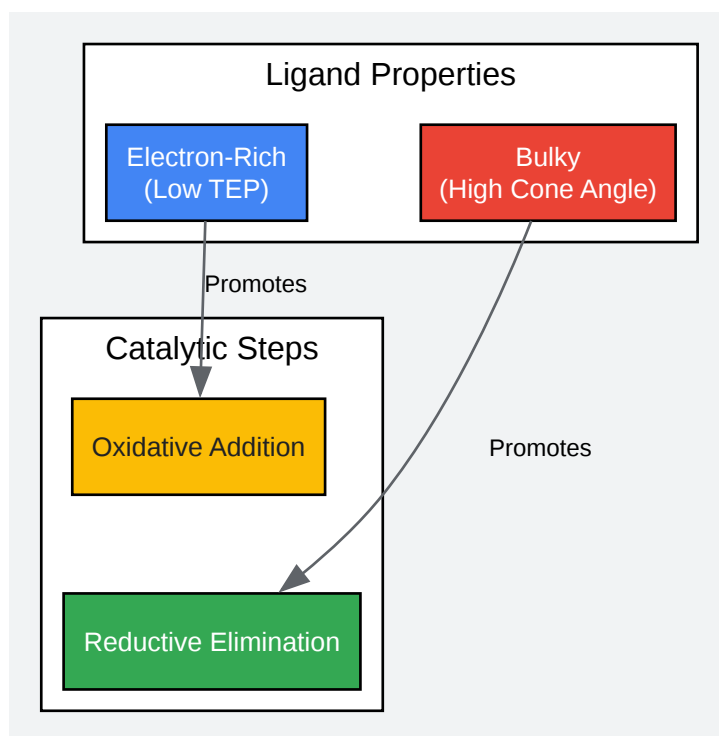 Ligand Properties
Electron-Rich
(Low TEP)
Bulky
(High Cone Angle)
Promotes
Catalytic Steps
Oxidative Addition
Promotes
Reductive Elimination